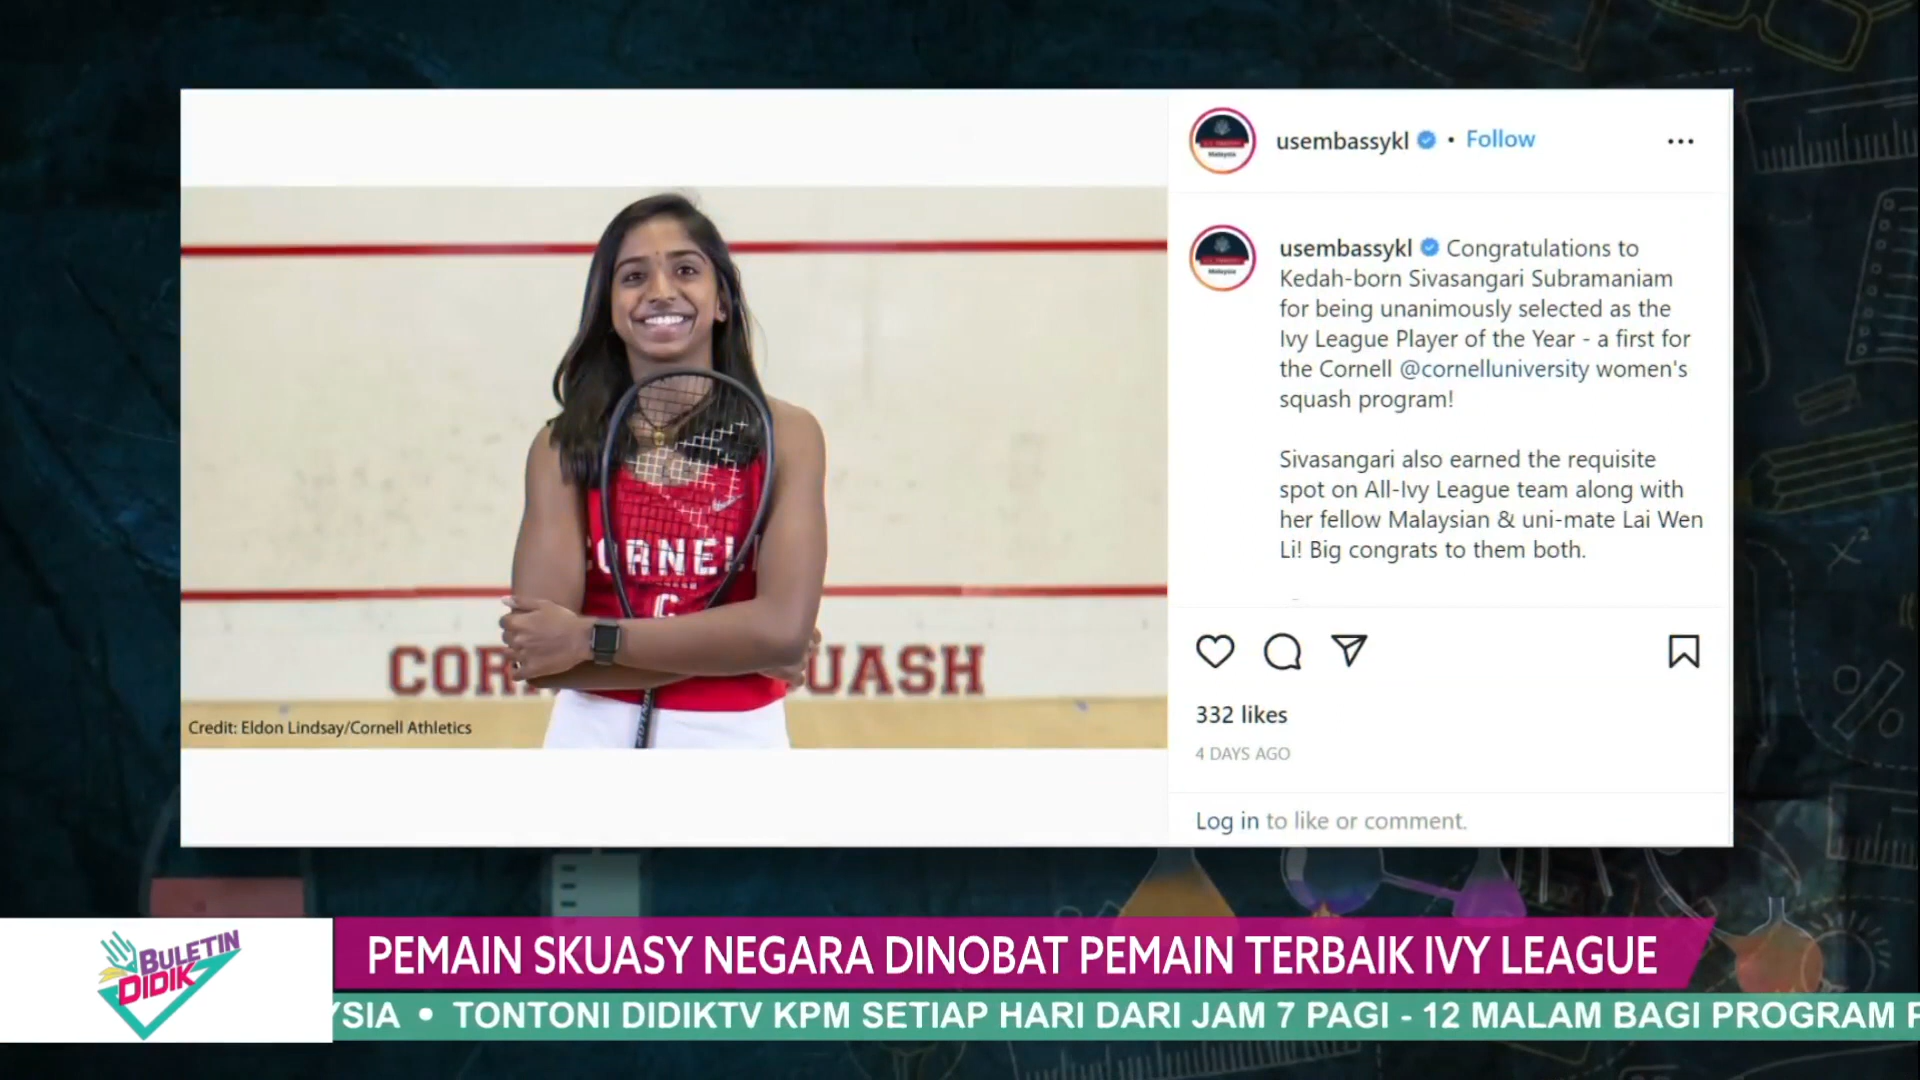 usembassykl • Follow
usembassykl Congratulations to
Kedah-born Sivasangari Subramaniam
for being unanimously selected as the
Ivy League Player of the Year - a first for
the Cornell @cornelluniversity women's
squash program!
Sivasangari also earned the requisite
spot on All-Ivy League team along with
her fellow Malaysian & uni-mate Lai Wen
Li! Big congrats to them both.
332 likes
4 DAYS AGO
Log in to like or comment.
CORNEL
C
COR UASH
Credit: Eldon Lindsay/Cornell Athletics
BULETIN
DIDIK
PEMAIN SKUASY NEGARA DINOBAT PEMAIN TERBAIK IVY LEAGUE
YSIA • TONTONI DIDIKTV KPM SETIAP HARI DARI JAM 7 PAGI - 12 MALAM BAGI PROGRAM P